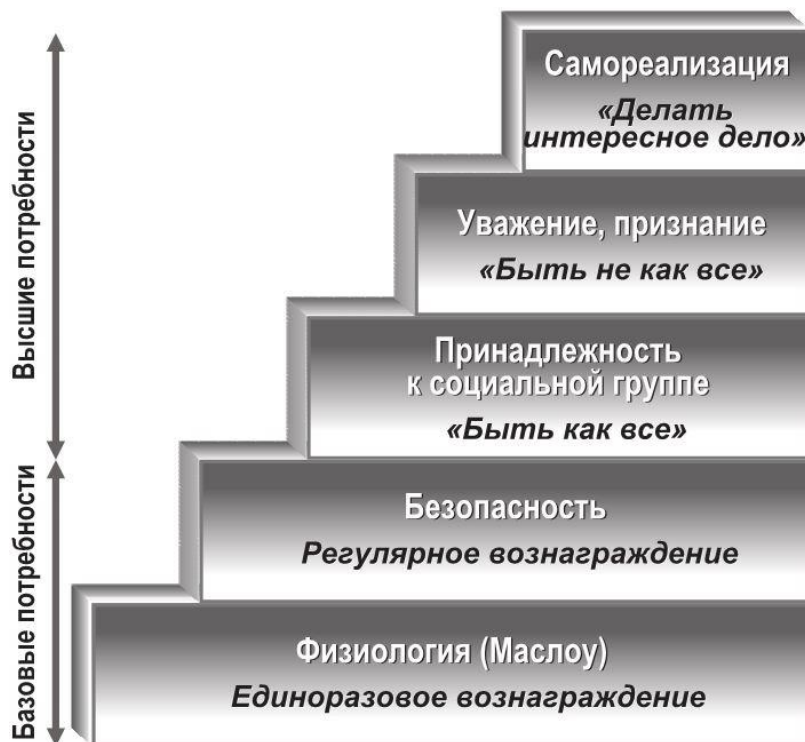 Самореализация
«Делать
интересное дело»
Уважение, признание
«Быть не как все»
Принадлежность
к социальной группе
«Быть как все»
Безопасность
Регулярное вознаграждение
Физиология (Маслоу)
Единоразовое вознаграждение
Высшие потребности
Базовые потребности